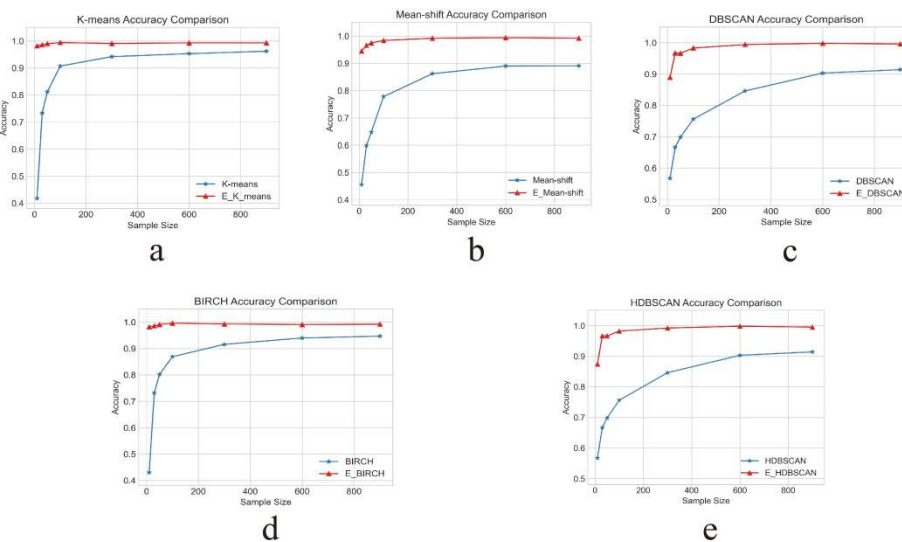 K-means Accuracy Comparison
1.0
0.9
0.8
0.7
0.6
0.5
0.4
Accuracy
K-means
E_K_means
0 200 400 600 800
Sample Size
a
Mean-shift Accuracy Comparison
1.0
0.9
0.8
0.7
0.6
0.5
0.4
Accuracy
Mean-shift
E_Mean-shift
0 200 400 600 800
Sample Size
b
DBSCAN Accuracy Comparison
1.0
0.9
0.8
0.7
0.6
0.5
Accuracy
DBSCAN
E_DBSCAN
0 200 400 600 800
Sample Size
c
BIRCH Accuracy Comparison
1.0
0.9
0.8
0.7
0.6
0.5
0.4
Accuracy
BIRCH
E_BIRCH
0 200 400 600 800
Sample Size
d
HDBSCAN Accuracy Comparison
1.0
0.9
0.8
0.7
0.6
0.5
Accuracy
HDBSCAN
E_HDBSCAN
0 200 400 600 800
Sample Size
e